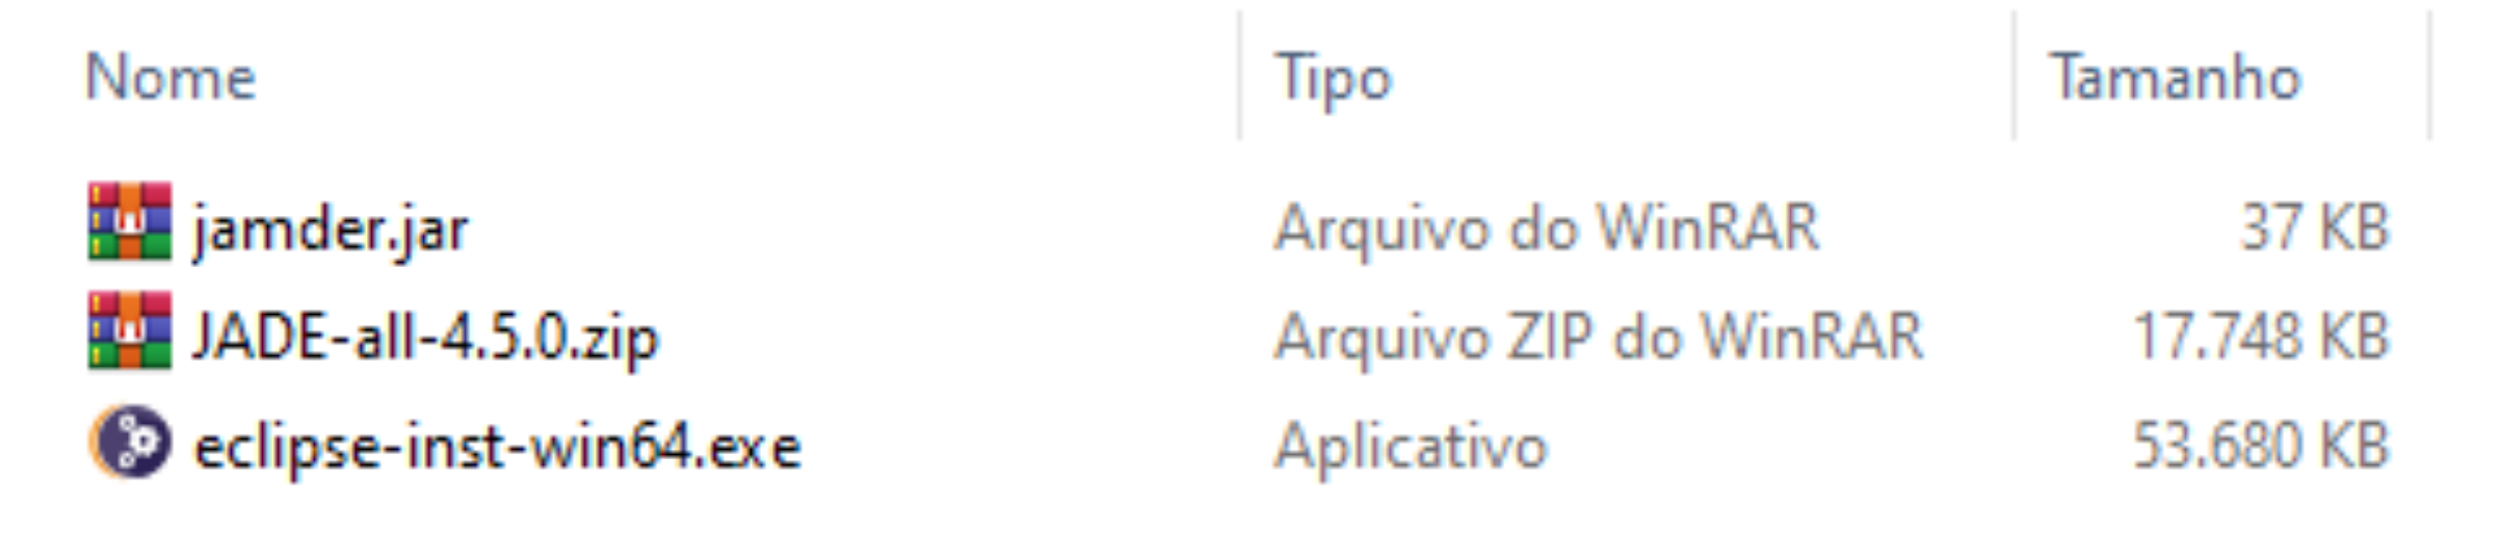 Nome Tipo Tamanho
jamder.jar Arquivo do WinRAR 37 KB
JADE-all-4.5.0.zip Arquivo ZIP do WinRAR 17.748 KB
eclipse-inst-win64.exe Aplicativo 53.680 KB